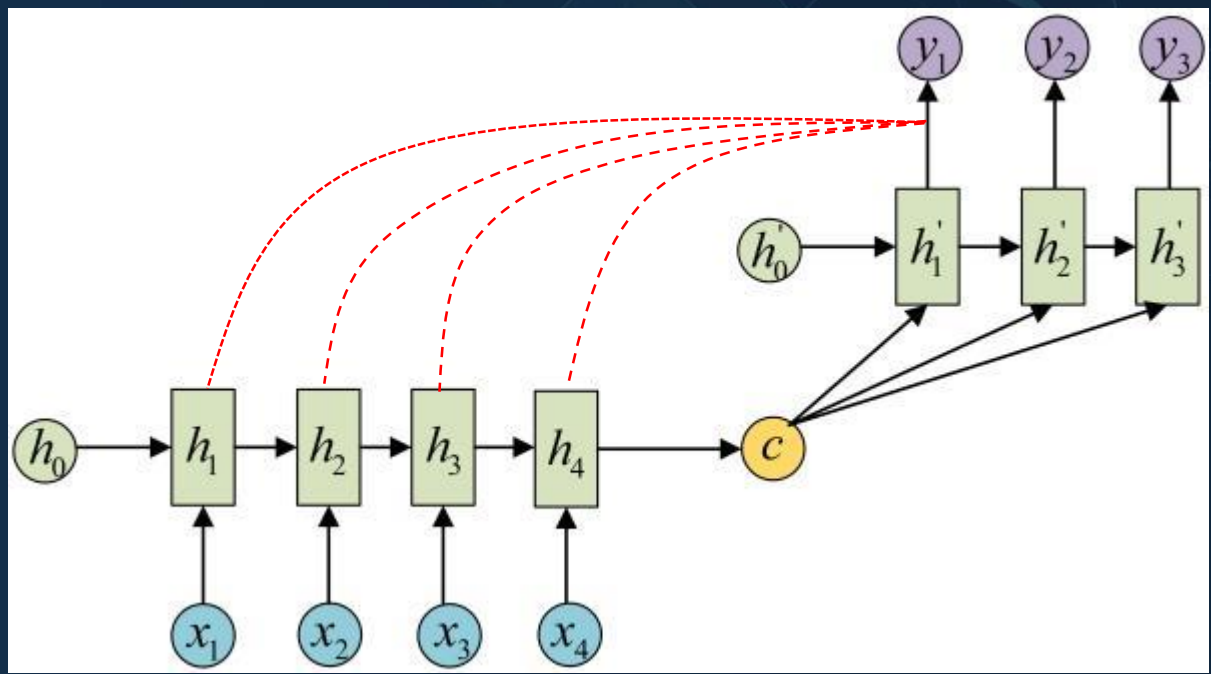 y₁ y₂ y₃
h'₀ h'₁ h'₂ h'₃
h₀ h₁ h₂ h₃ h₄ c
x₁ x₂ x₃ x₄